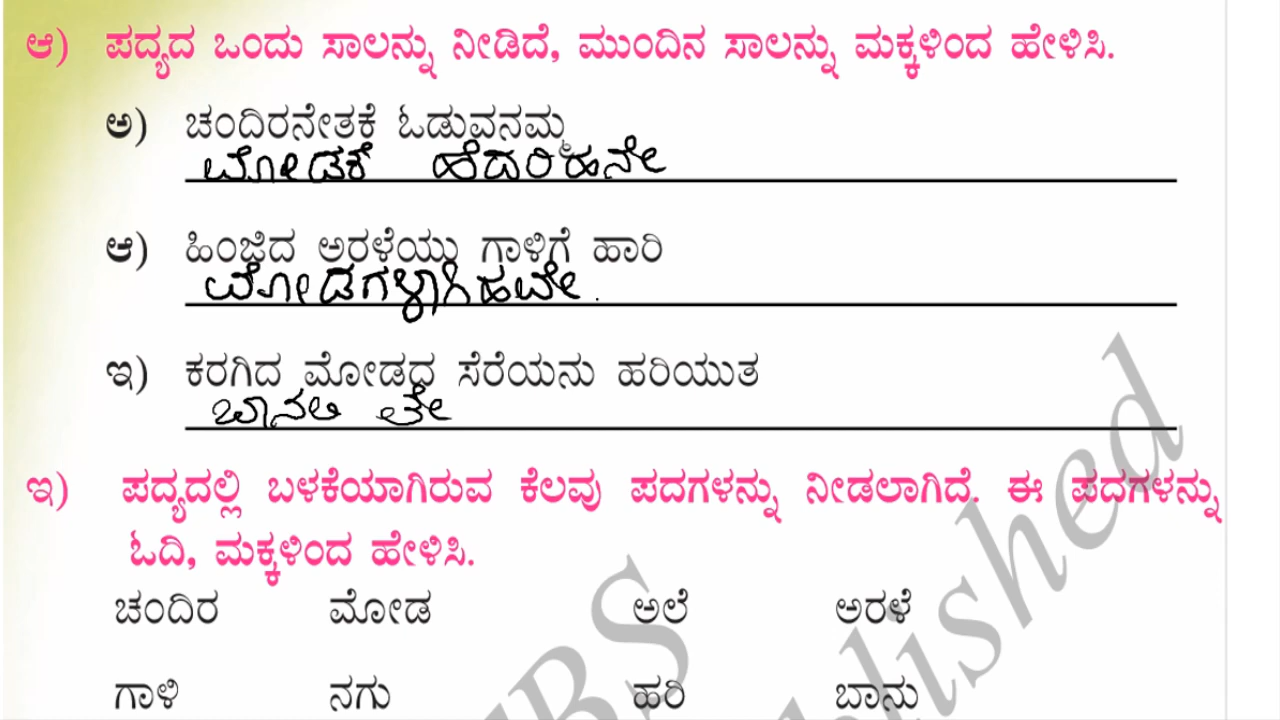 ಆ) ಪದ್ಯದ ಒಂದು ಸಾಲನ್ನು ನೀಡಿದೆ, ಮುಂದಿನ ಸಾಲನ್ನು ಮಕ್ಕಳಿಂದ ಹೇಳಿಸಿ.
ಅ) ಚಂದಿರನೇತಕೆ ಓಡುವನಮ್ಮ
ಮೋಡಕೆ ಹೆದರಿಹನೇ
ಆ) ಹಿಂಜಿದ ಅರಳೆಯು ಗಾಳಿಗೆ ಹಾರಿ
ಮೋಡಗಳಾಗಿಹವೇ.
ಇ) ಕರಗಿದ ಮೋಡದ ಸೆರೆಯನು ಹರಿಯುತ
ಇ) ಪದ್ಯದಲ್ಲಿ ಬಳಕೆಯಾಗಿರುವ ಕೆಲವು ಪದಗಳನ್ನು ನೀಡಲಾಗಿದೆ. ಈ ಪದಗಳನ್ನು
ಓದಿ, ಮಕ್ಕಳಿಂದ ಹೇಳಿಸಿ.
ಚಂದಿರ ಮೋಡ ಅಲೆ ಅರಳೆ
ಗಾಳಿ ನಗು ಹರಿ ಬಾನು